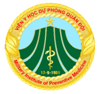 VIỆN Y HỌC DỰ PHÒNG QUÂN ĐỘI
Military Institute of Preventive Medicine